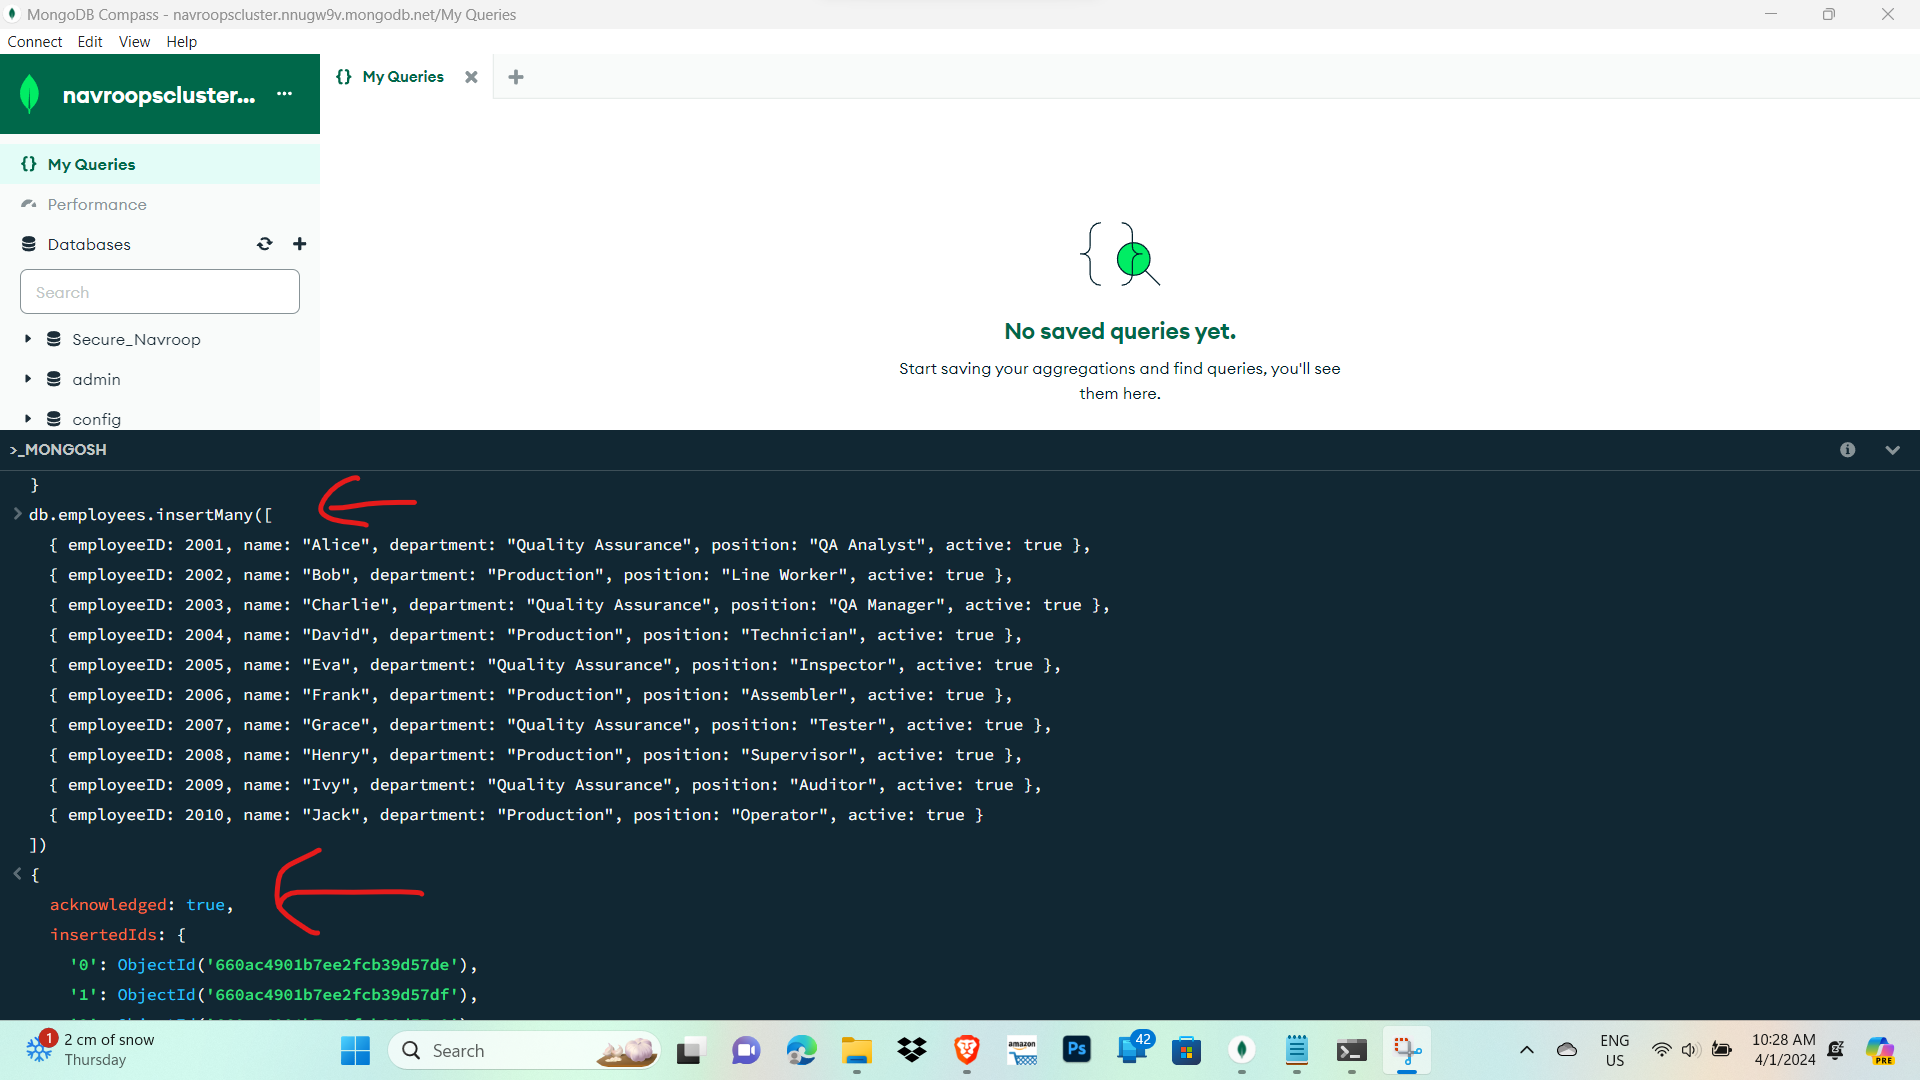 MongoDB Compass - navroopscluster.nnugw9v.mongodb.net/My Queries
Connect Edit View Help
navroopscluster... ...
{} My Queries
{} My Queries
Performance
Databases
Search
Secure_Navroop
admin
config
No saved queries yet.
Start saving your aggregations and find queries, you'll see
them here.
>_MONGOSH
}
> db.employees.insertMany([
{ employeeID: 2001, name: "Alice", department: "Quality Assurance", position: "QA Analyst", active: true },
{ employeeID: 2002, name: "Bob", department: "Production", position: "Line Worker", active: true },
{ employeeID: 2003, name: "Charlie", department: "Quality Assurance", position: "QA Manager", active: true },
{ employeeID: 2004, name: "David", department: "Production", position: "Technician", active: true },
{ employeeID: 2005, name: "Eva", department: "Quality Assurance", position: "Inspector", active: true },
{ employeeID: 2006, name: "Frank", department: "Production", position: "Assembler", active: true },
{ employeeID: 2007, name: "Grace", department: "Quality Assurance", position: "Tester", active: true },
{ employeeID: 2008, name: "Henry", department: "Production", position: "Supervisor", active: true },
{ employeeID: 2009, name: "Ivy", department: "Quality Assurance", position: "Auditor", active: true },
{ employeeID: 2010, name: "Jack", department: "Production", position: "Operator", active: true }
])
< {
acknowledged: true,
insertedIds: {
'0': ObjectId('660ac4901b7ee2fcb39d57de'),
'1': ObjectId('660ac4901b7ee2fcb39d57df'),
1
2 cm of snow
Thursday
Search
amazon
Ps
42
ENG
US
10:28 AM
4/1/2024
PRE